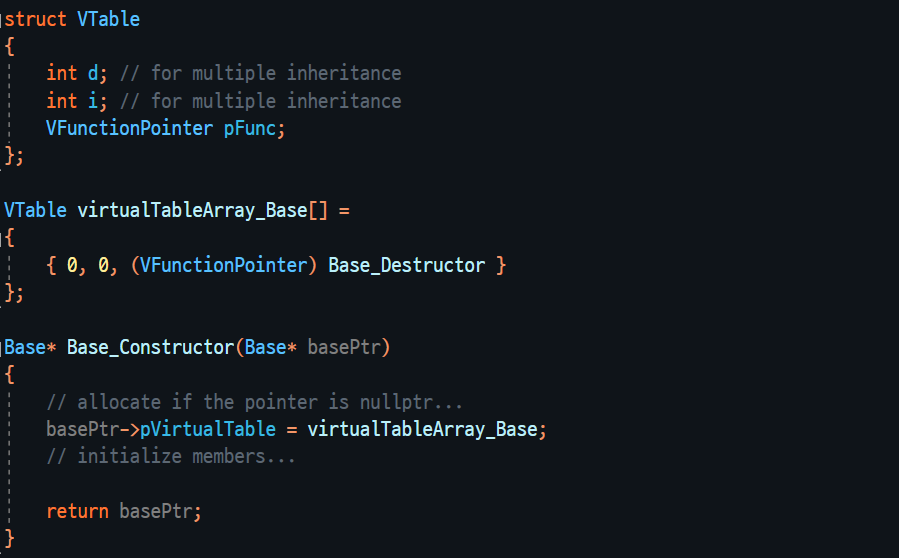 struct VTable
{
    int d; // for multiple inheritance
    int i; // for multiple inheritance
    VFunctionPointer pFunc;
};

VTable virtualTableArray_Base[] =
{
    { 0, 0, (VFunctionPointer) Base_Destructor }
};

Base* Base_Constructor(Base* basePtr)
{
    // allocate if the pointer is nullptr...
    basePtr->pVirtualTable = virtualTableArray_Base;
    // initialize members...

    return basePtr;
}